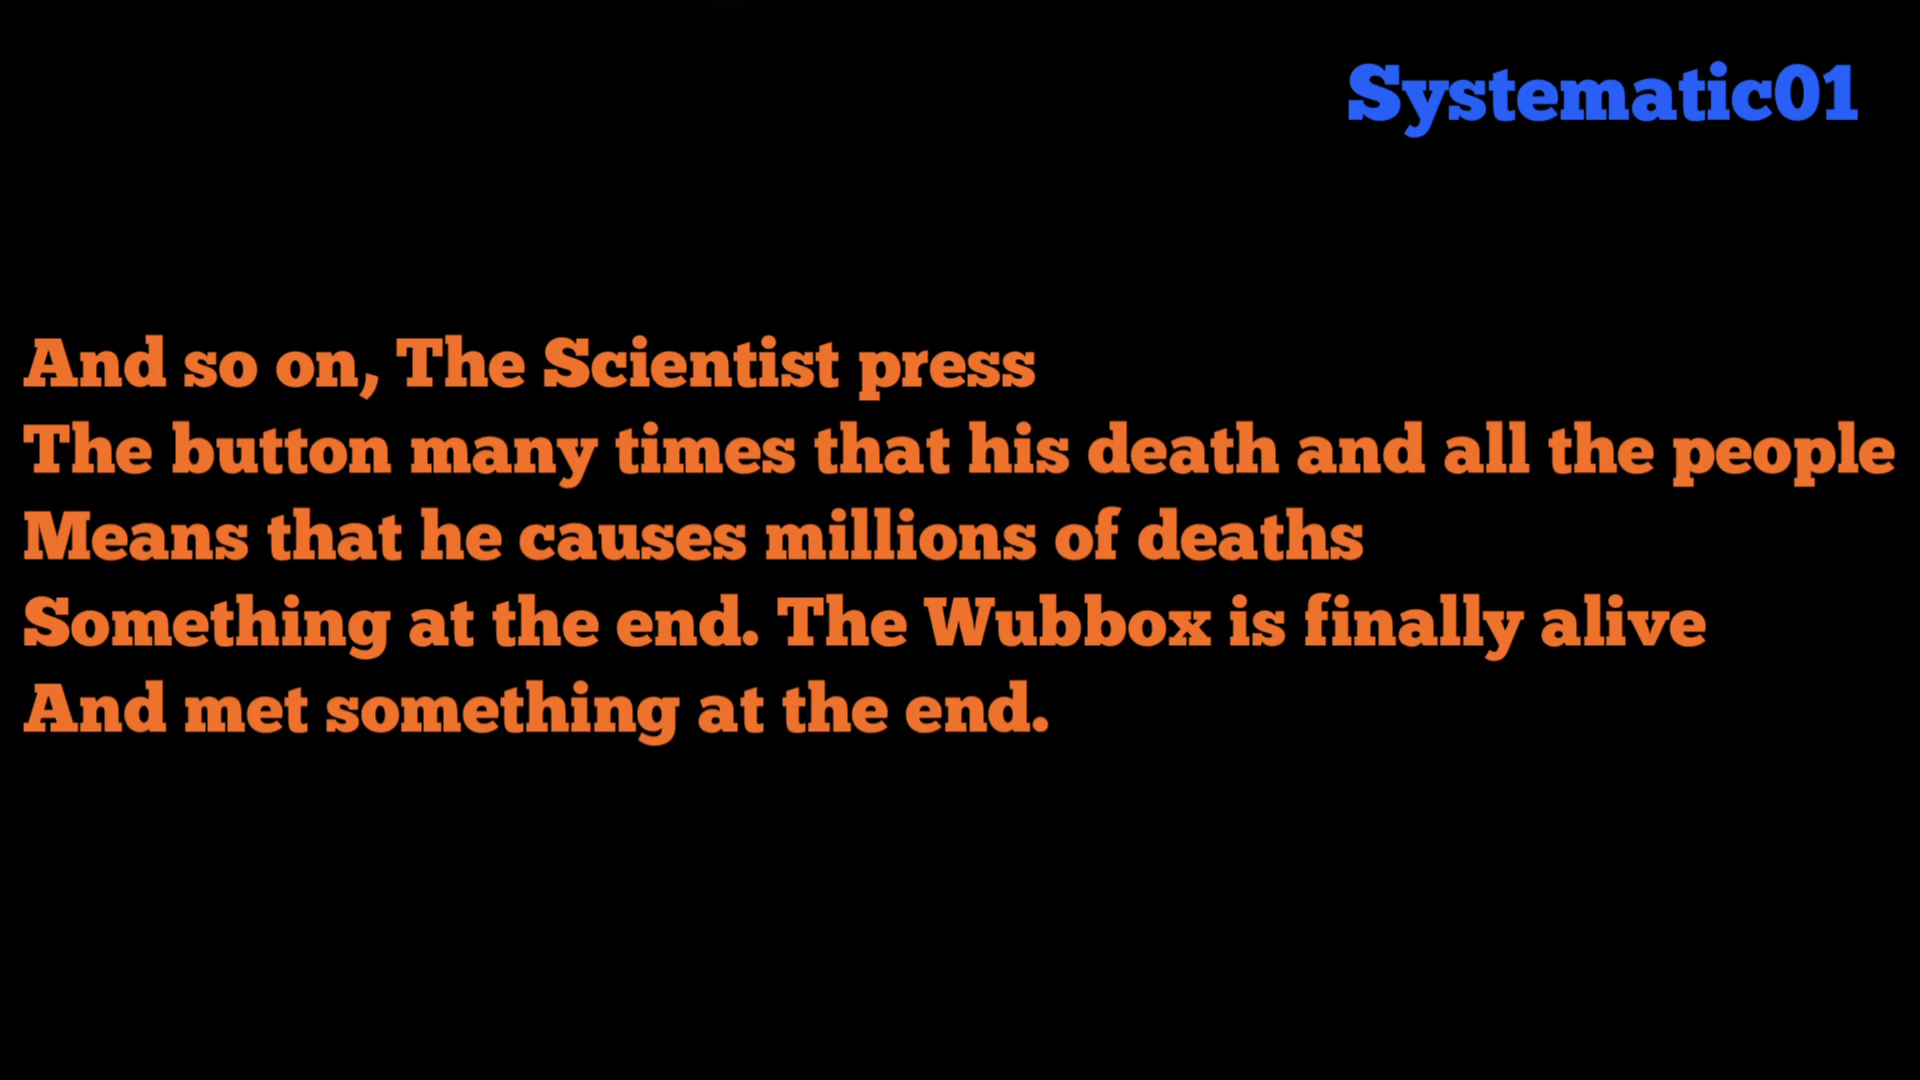 Systematic01
And so on, The Scientist press
The button many times that his death and all the people
Means that he causes millions of deaths
Something at the end. The Wubbox is finally alive
And met something at the end.